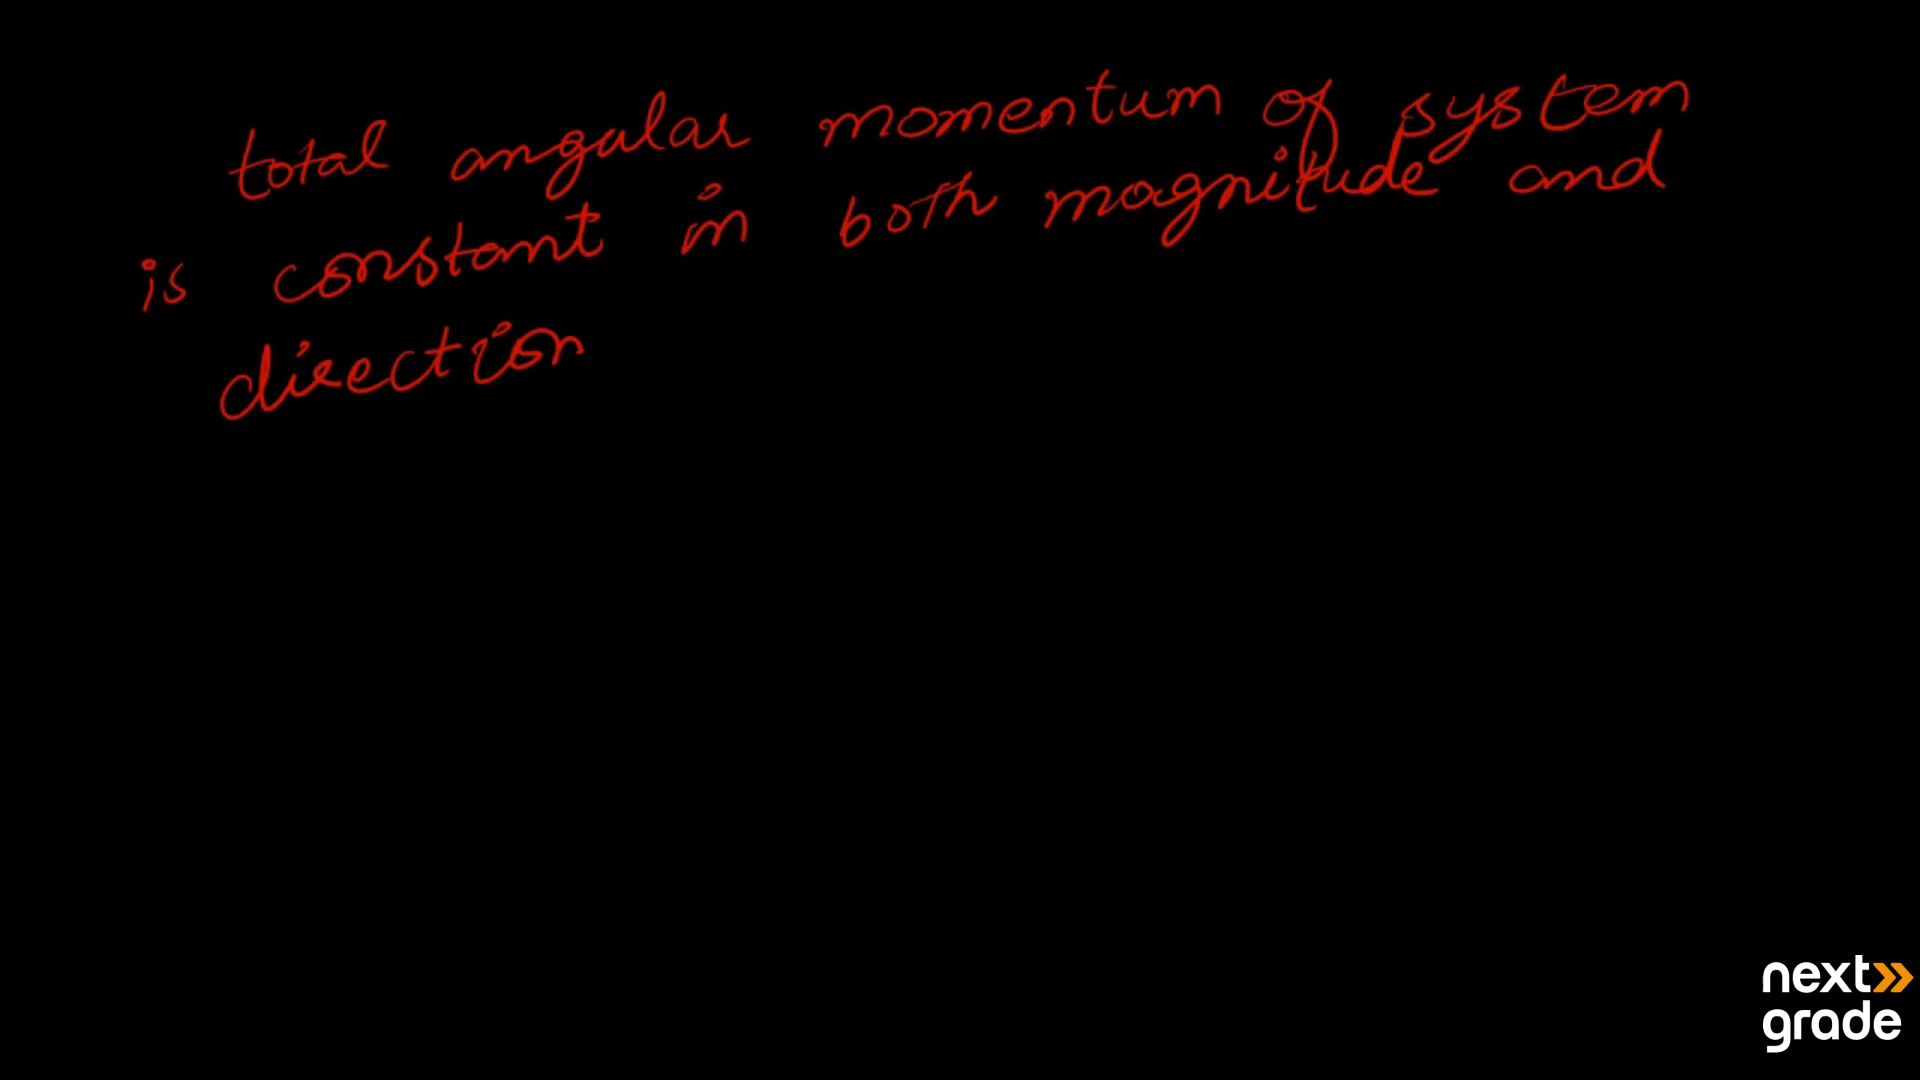 total angular momentum of system
is constant in both magnitude and
direction
next
grade